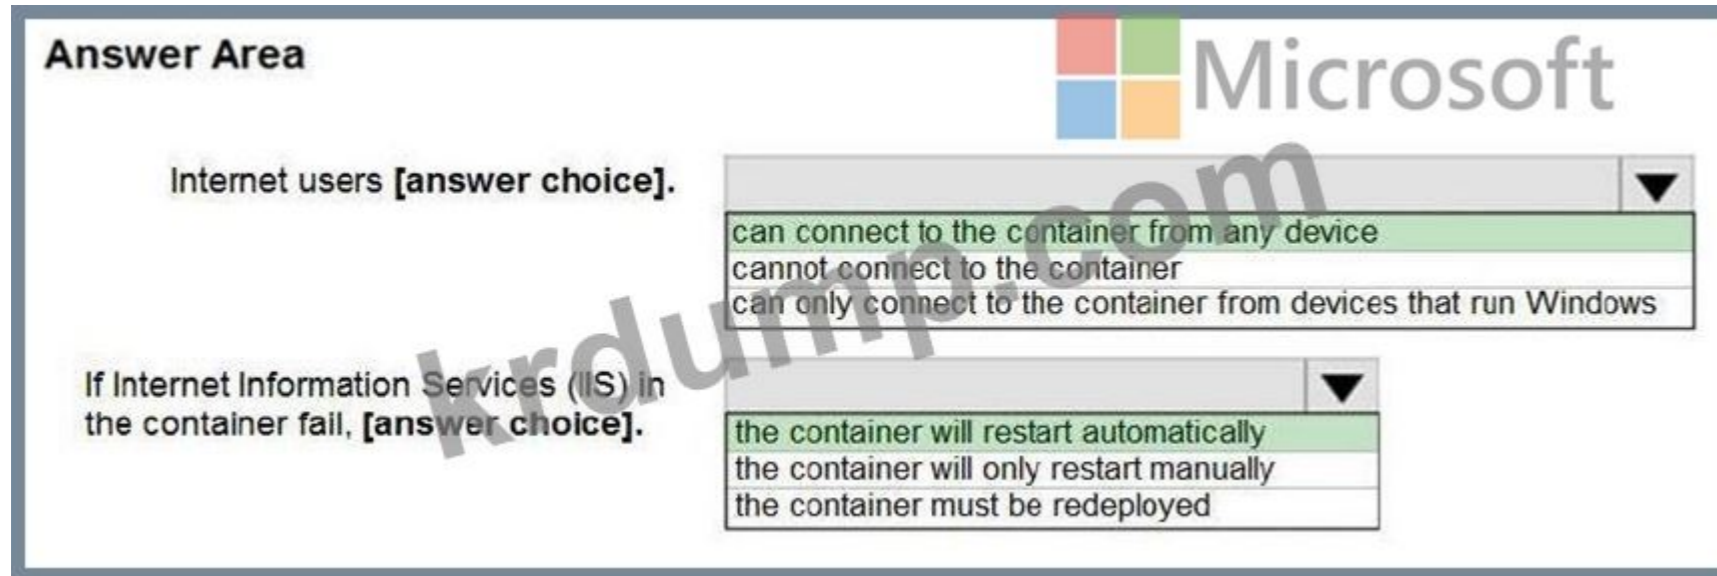 Answer Area
Microsoft
Internet users [answer choice].
can connect to the container from any device
cannot connect to the container
can only connect to the container from devices that run Windows
If Internet Information Services (IIS) in
the container fail, [answer choice].
the container will restart automatically
the container will only restart manually
the container must be redeployed
krdump.com